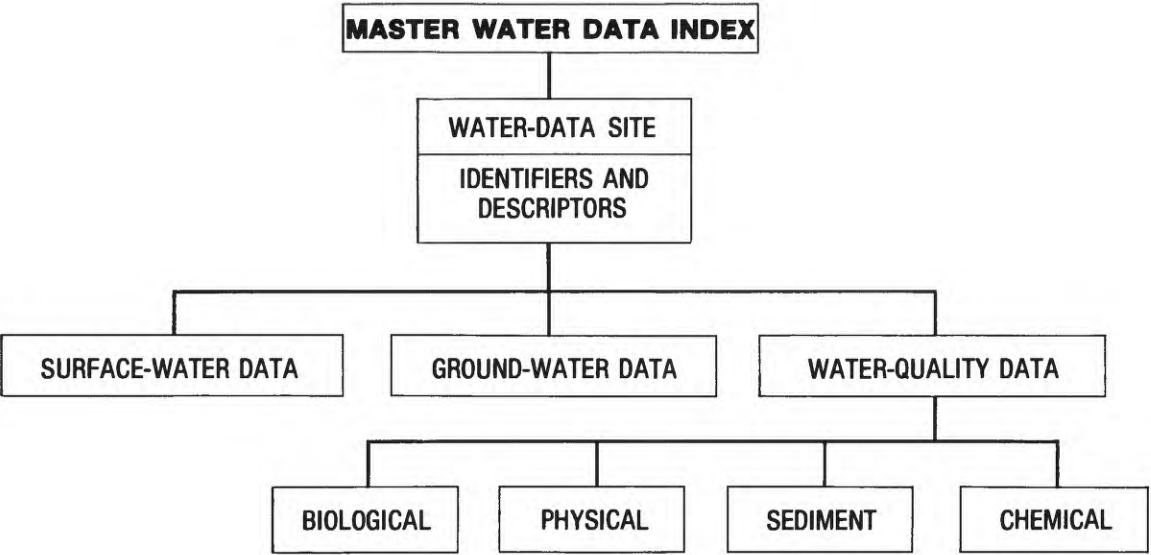 MASTER WATER DATA INDEX
WATER-DATA SITE
IDENTIFIERS AND
DESCRIPTORS
SURFACE-WATER DATA
GROUND-WATER DATA
WATER-QUALITY DATA
BIOLOGICAL
PHYSICAL
SEDIMENT
CHEMICAL